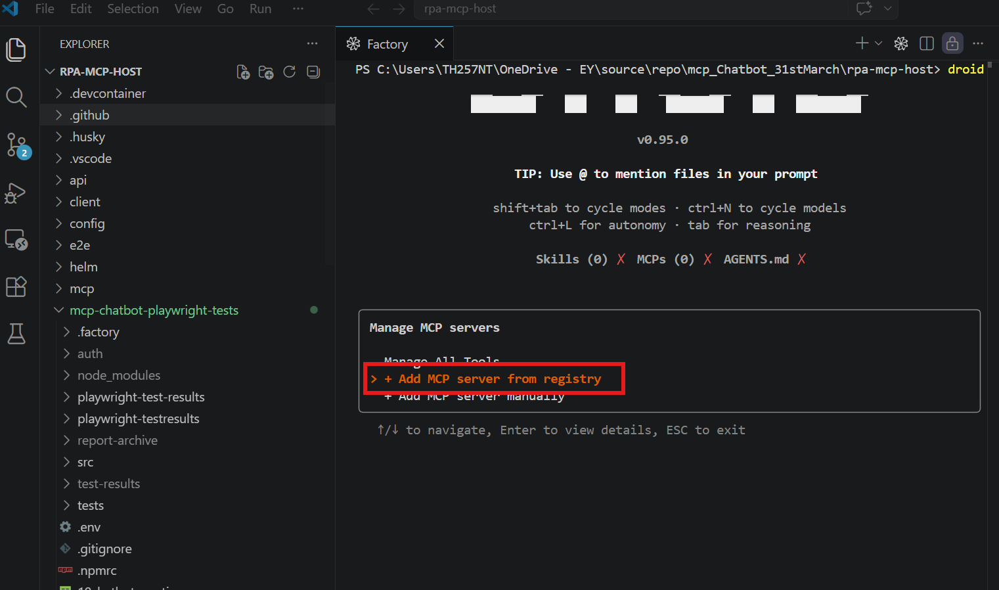 File Edit Selection View Go Run ···
rpa-mcp-host
EXPLORER
RPA-MCP-HOST
.devcontainer
.github
.husky
.vscode
api
client
config
e2e
helm
mcp
mcp-chatbot-playwright-tests
.factory
auth
node_modules
playwright-test-results
playwright-testresults
report-archive
src
test-results
tests
.env
.gitignore
.npmrc
2
Factory
PS C:\Users\TH257NT\OneDrive - EY\source\repo\mcp_Chatbot_31stMarch\rpa-mcp-host> droid
v0.95.0
TIP: Use @ to mention files in your prompt
shift+tab to cycle modes · ctrl+N to cycle models
ctrl+L for autonomy · tab for reasoning
Skills (0) ✗ MCPs (0) ✗ AGENTS.md ✗
Manage MCP servers
Manage All Tools
> + Add MCP server from registry
+ Add MCP server manually
↑/↓ to navigate, Enter to view details, ESC to exit